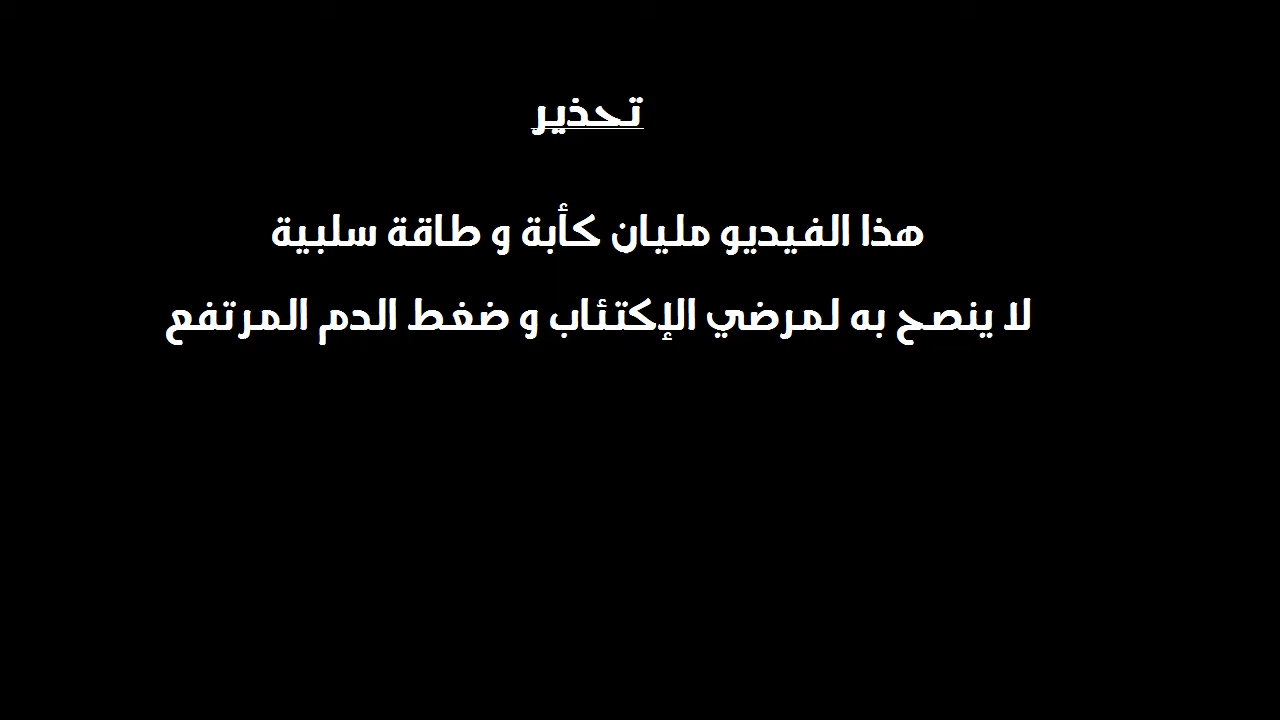 تحذير
هذا الفيديو مليان كأبة و طاقة سلبية
لا ينصح به لمرضي الإكتئاب و ضغط الدم المرتفع